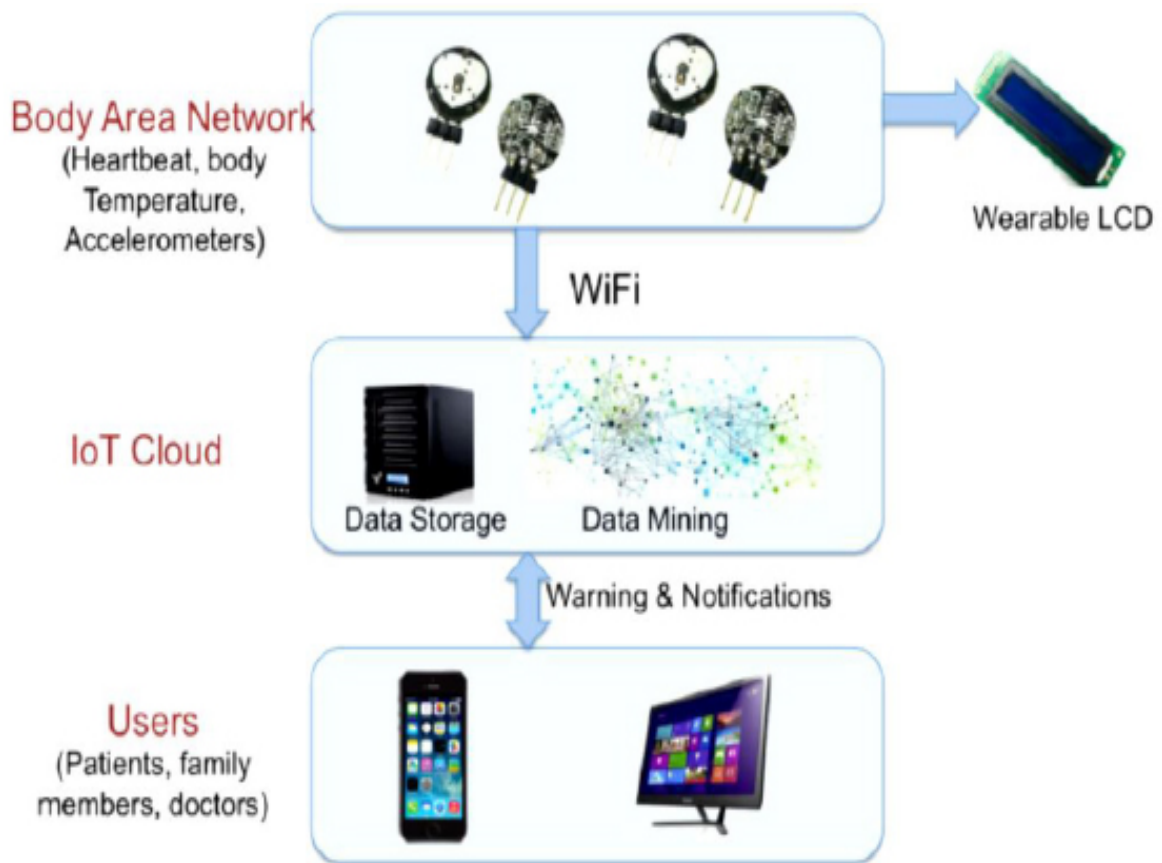 Body Area Network
(Heartbeat, body
Temperature,
Accelerometers)
Wearable LCD
WiFi
IoT Cloud
Data Storage
Data Mining
Warning & Notifications
Users
(Patients, family
members, doctors)